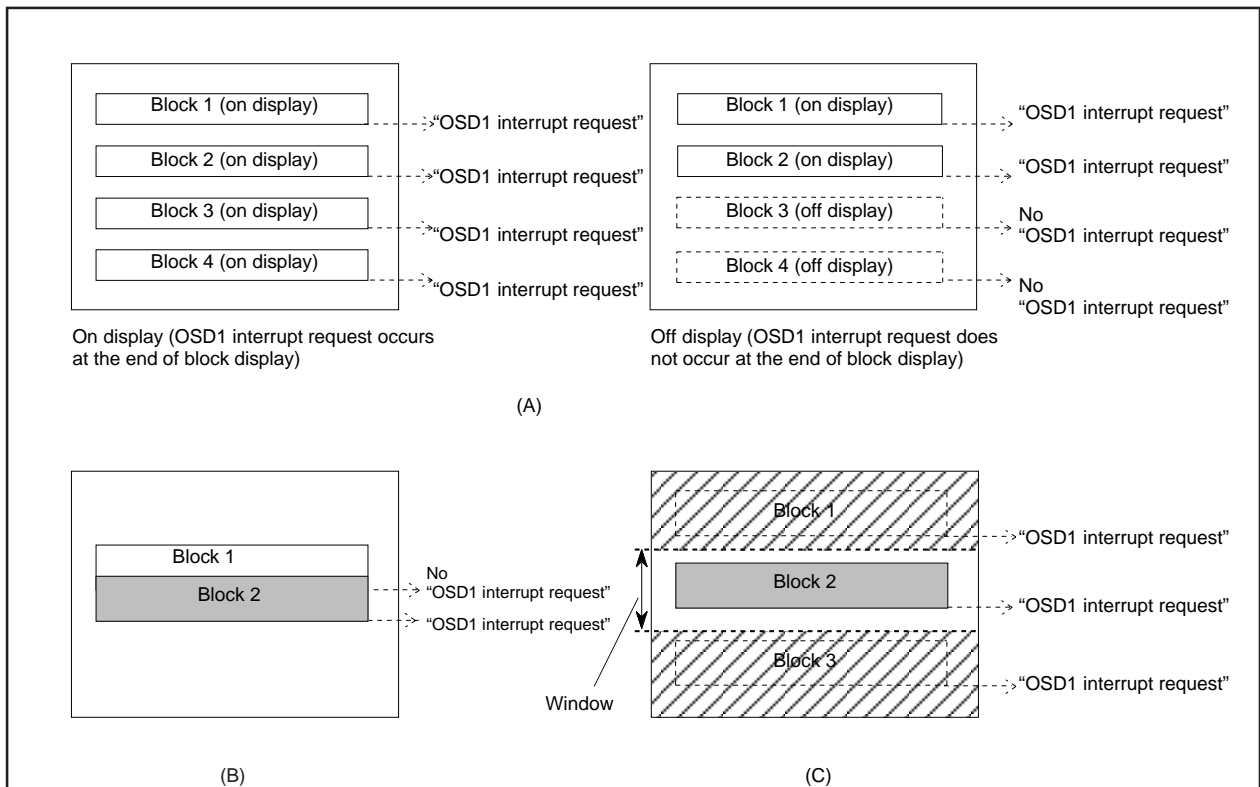 Block 1 (on display)
“OSD1 interrupt request”
Block 2 (on display)
“OSD1 interrupt request”
Block 3 (on display)
“OSD1 interrupt request”
Block 4 (on display)
“OSD1 interrupt request”
On display (OSD1 interrupt request occurs
at the end of block display)
Block 1 (on display)
“OSD1 interrupt request”
Block 2 (on display)
“OSD1 interrupt request”
Block 3 (off display)
No
“OSD1 interrupt request”
Block 4 (off display)
No
“OSD1 interrupt request”
Off display (OSD1 interrupt request does
not occur at the end of block display)
(A)
Block 1
Block 2
No
“OSD1 interrupt request”
“OSD1 interrupt request”
(B)
Block 1
“OSD1 interrupt request”
Block 2
“OSD1 interrupt request”
Block 3
“OSD1 interrupt request”
Window
(C)